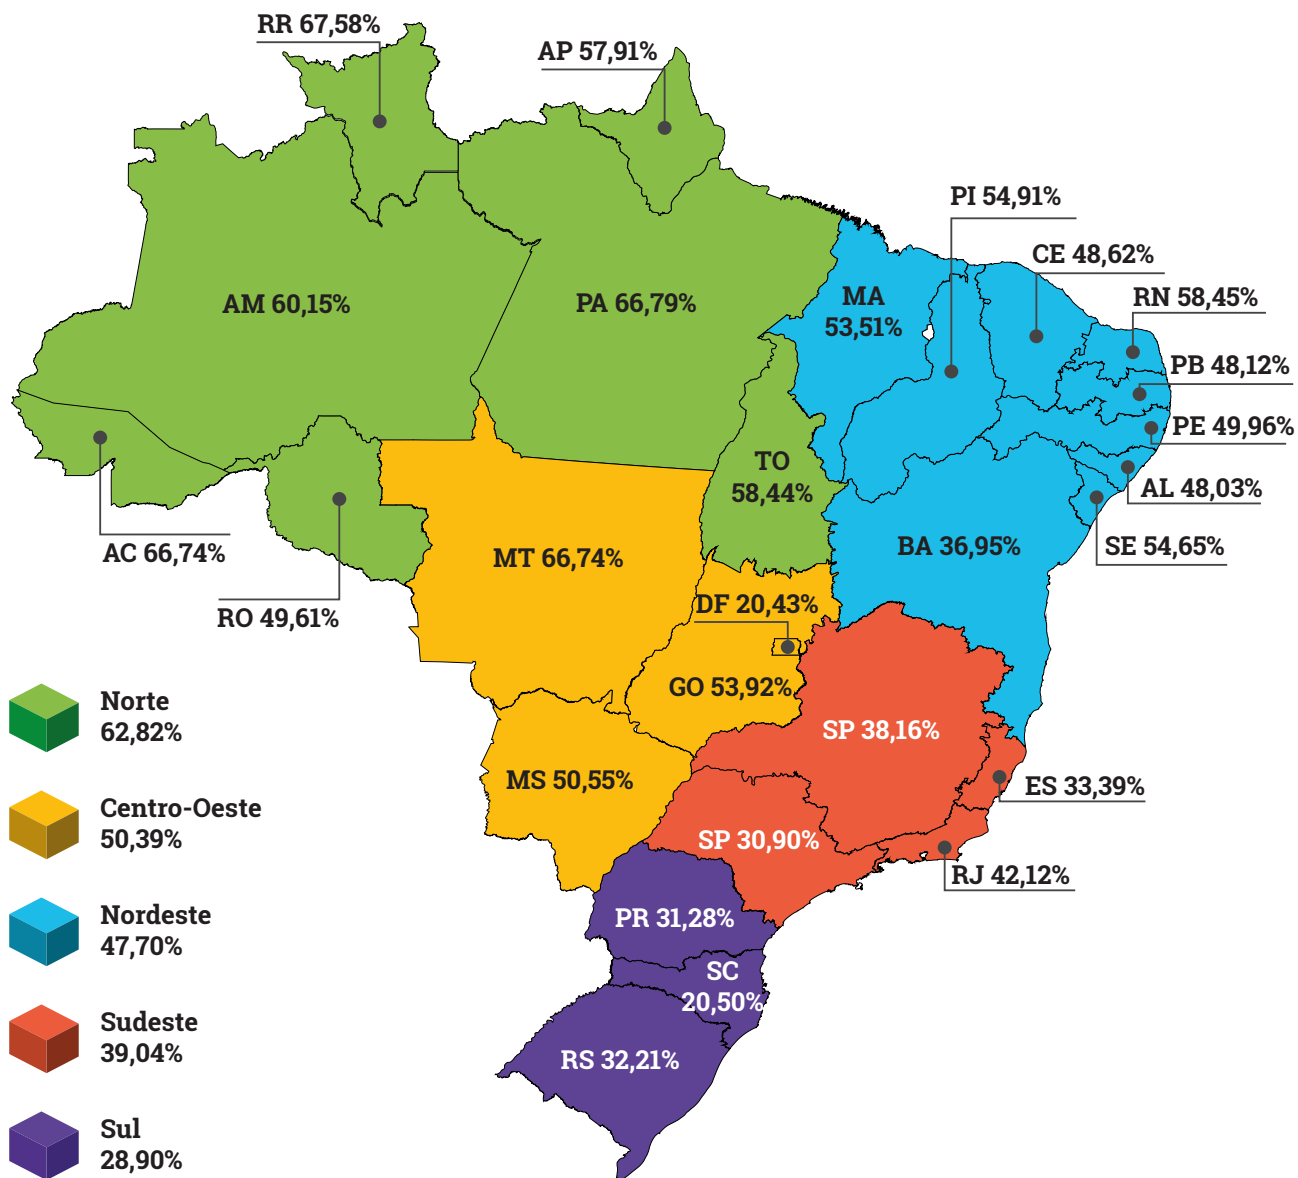 RR 67,58%
AP 57,91%
PI 54,91%
CE 48,62%
MA
53,51%
RN 58,45%
AM 60,15%
PA 66,79%
PB 48,12%
PE 49,96%
TO
58,44%
AL 48,03%
AC 66,74%
MT 66,74%
BA 36,95%
SE 54,65%
RO 49,61%
DF 20,43%
GO 53,92%
SP 38,16%
MS 50,55%
ES 33,39%
SP 30,90%
RJ 42,12%
PR 31,28%
SC
20,50%
RS 32,21%
Norte
62,82%
Centro-Oeste
50,39%
Nordeste
47,70%
Sudeste
39,04%
Sul
28,90%